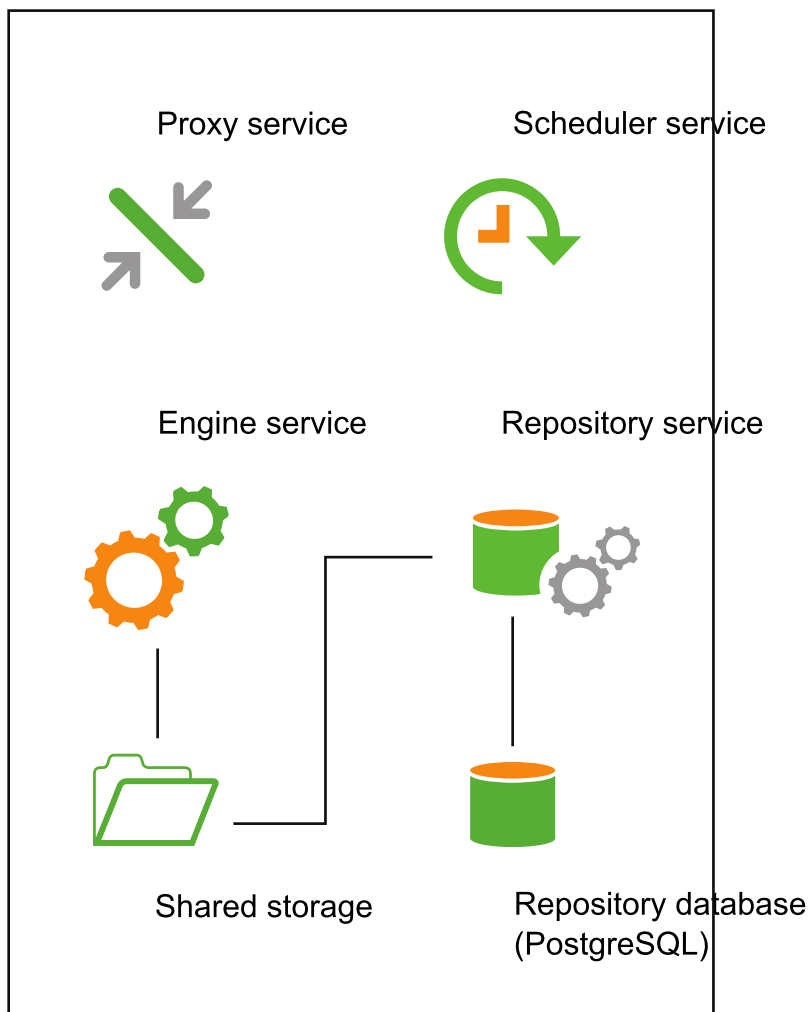 Proxy service
Scheduler service
Engine service
Repository service
Shared storage
Repository database
(PostgreSQL)